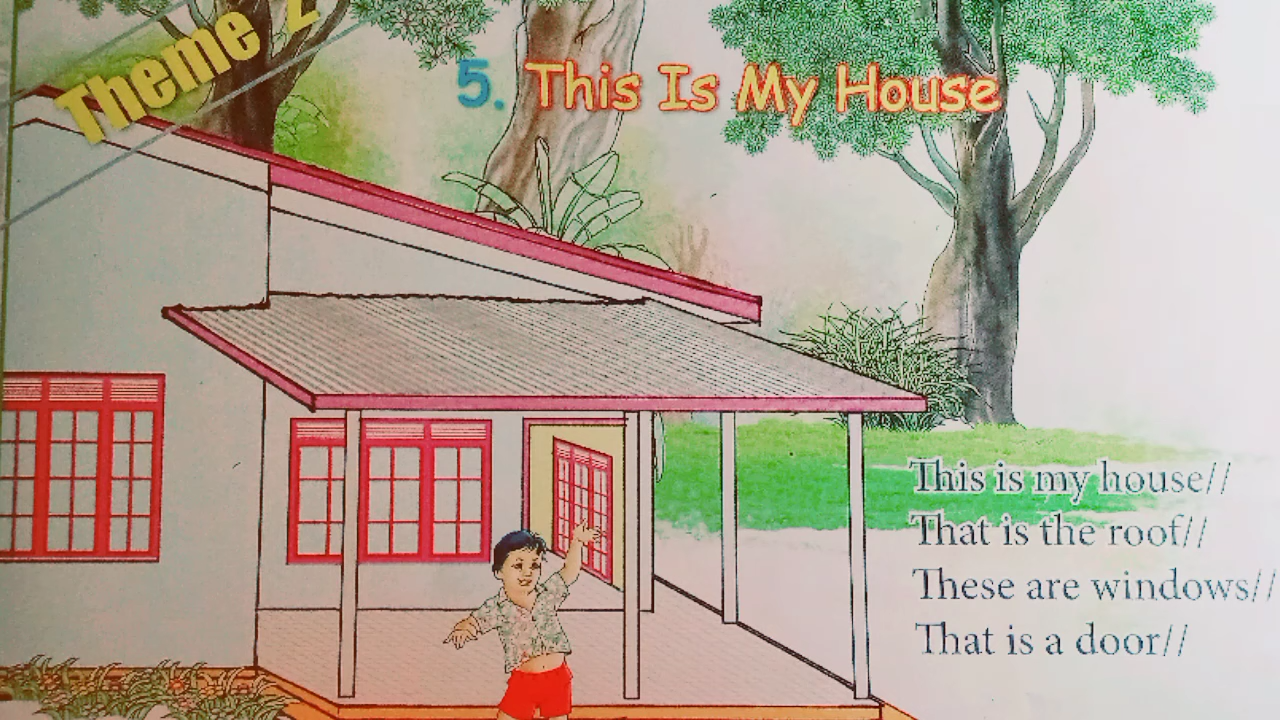 Theme 2
5. This Is My House
This is my house//
That is the roof//
These are windows//
That is a door//